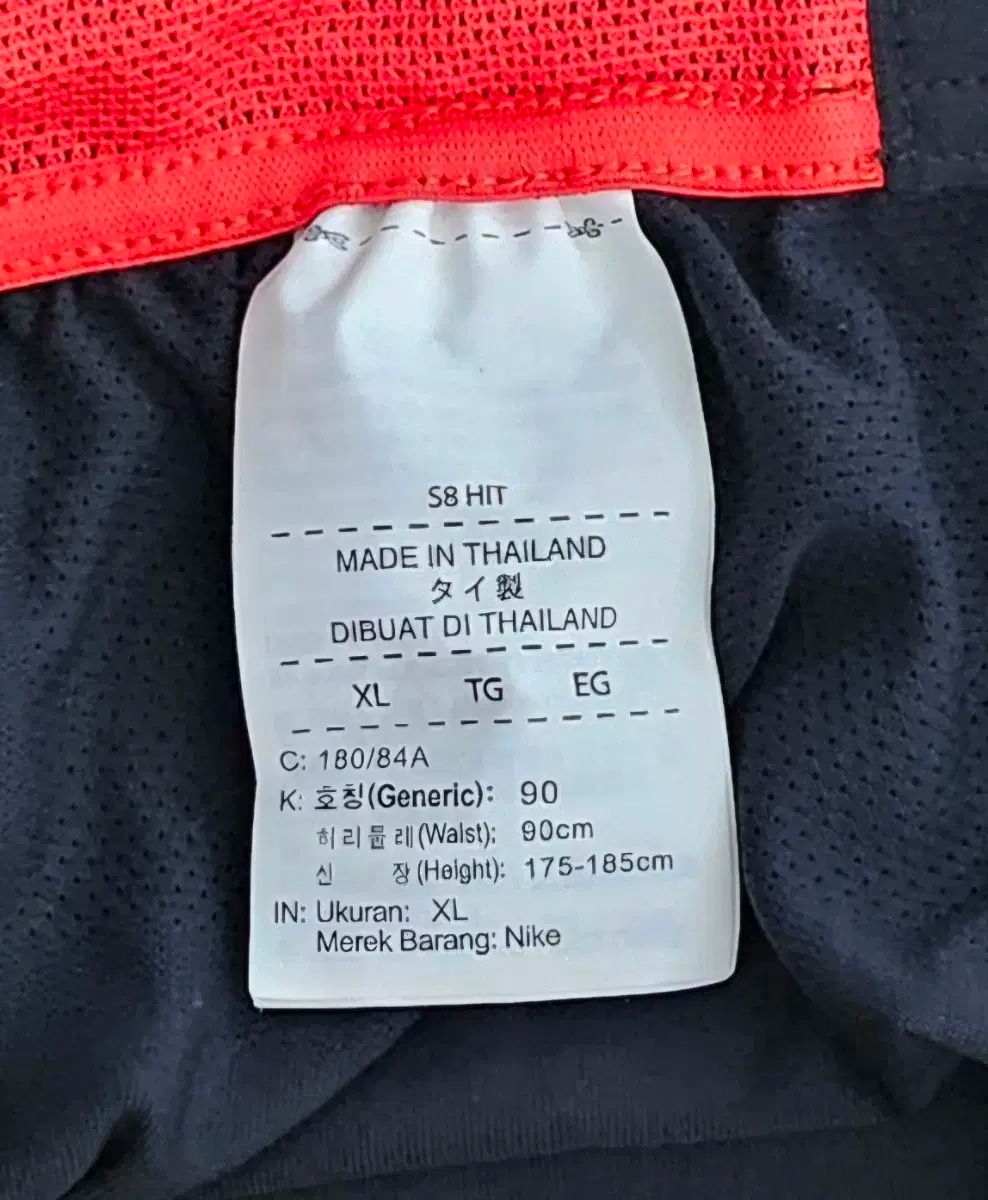 S8 HIT
MADE IN THAILAND
タイ製
DIBUAT DI THAILAND
XL TG EG
C: 180/84A
K: 호칭(Generic): 90
허리둘레(Waist): 90cm
신 장(Height): 175-185cm
IN: Ukuran: XL
Merek Barang: Nike